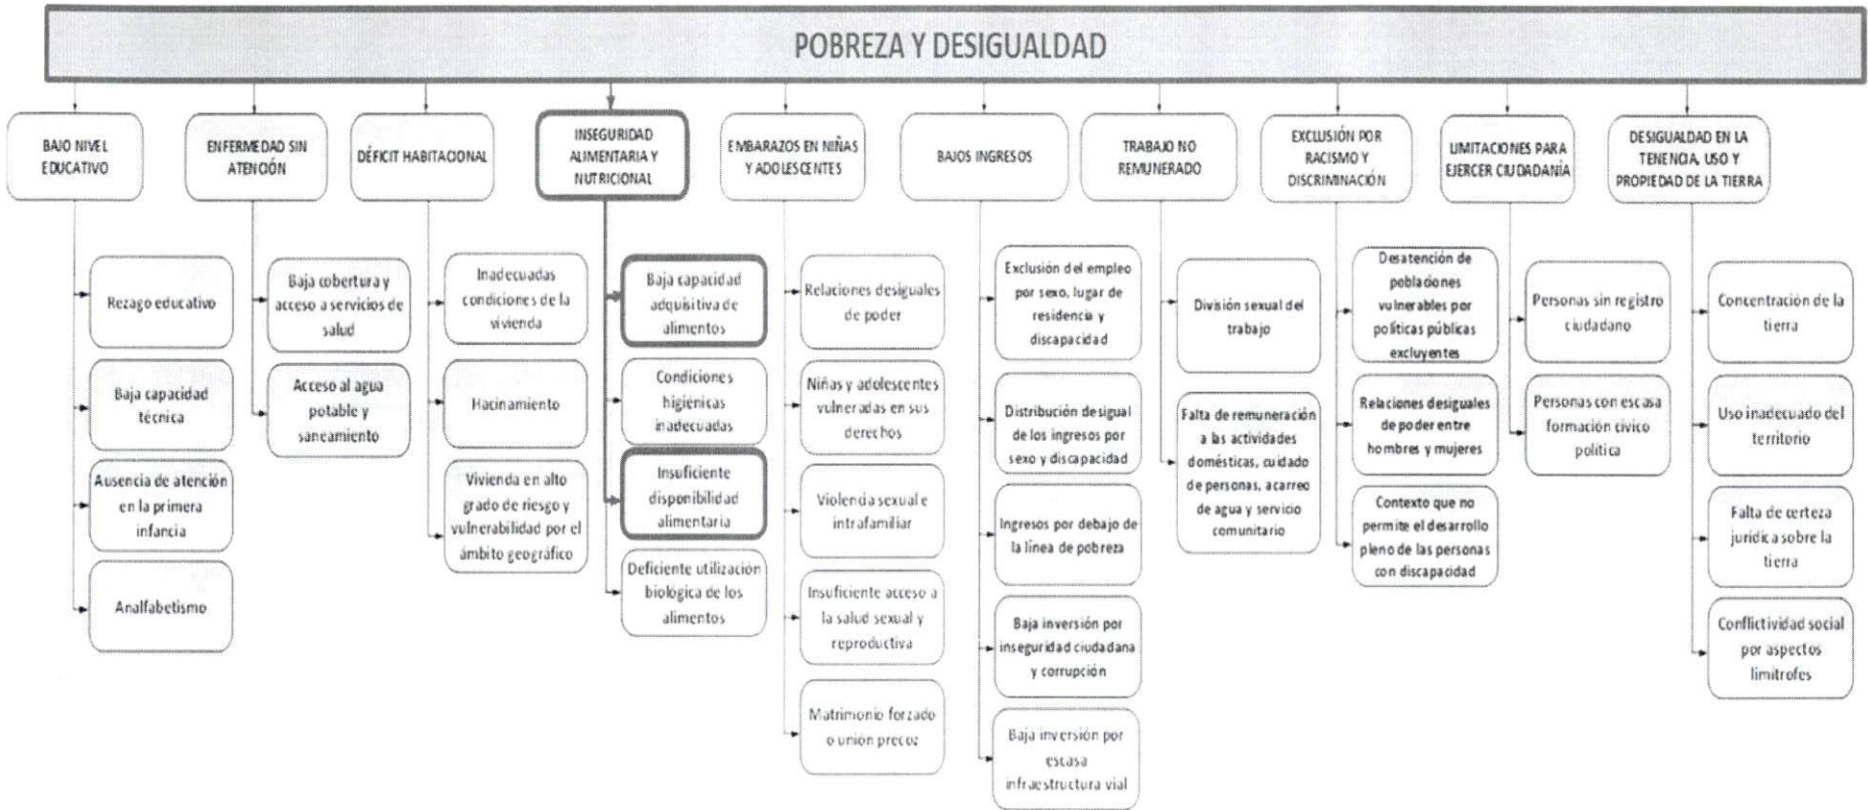 POBREZA Y DESIGUALDAD
BAJO NIVEL
EDUCATIVO
ENFERMEDAD SIN
ATENCIÓN
DÉFICIT HABITACIONAL
INSEGURIDAD
ALIMENTARIA Y
NUTRICIONAL
EMBARAZOS EN NIÑAS
Y ADOLESCENTES
BAJOS INGRESOS
TRABAJO NO
REMUNERADO
EXCLUSIÓN POR
RACISMO Y
DISCRIMINACIÓN
LIMITACIONES PARA
EJERCER CIUDADANÍA
DESIGUALDAD EN LA
TENENCIA, USO Y
PROPIEDAD DE LA TIERRA
Rezago educativo
Baja capacidad
técnica
Ausencia de atención
en la primera
infancia
Analfabetismo
Baja cobertura y
acceso a servicios de
salud
Acceso al agua
potable y
saneamiento
Inadecuadas
condiciones de la
vivienda
Hacinamiento
Vivienda en alto
grado de riesgo y
vulnerabilidad por el
ámbito geográfico
Baja capacidad
adquisitiva de
alimentos
Condiciones
higiénicas
inadecuadas
Insuficiente
disponibilidad
alimentaria
Deficiente utilización
biológica de los
alimentos
Relaciones desiguales
de poder
Niñas y adolescentes
vulneradas en sus
derechos
Violencia sexual e
intrafamiliar
Insuficiente acceso a
la salud sexual y
reproductiva
Matrimonio forzado
o unión precoz
Exclusión del empleo
por sexo, lugar de
residencia y
discapacidad
Distribución desigual
de los ingresos por
sexo y discapacidad
Ingresos por debajo de
la línea de pobreza
Baja inversión por
inseguridad ciudadana
y corrupción
Baja inversión por
escasa
infraestructura vial
División sexual del
trabajo
Falta de remuneración
a las actividades
domésticas, cuidado
de personas, acarreo
de agua y servicio
comunitario
Desatención de
poblaciones
vulnerables por
políticas públicas
excluyentes
Relaciones desiguales
de poder entre
hombres y mujeres
Contexto que no
permite el desarrollo
pleno de las personas
con discapacidad
Personas sin registro
ciudadano
Personas con escasa
formación cívico
política
Concentración de la
tierra
Uso inadecuado del
territorio
Falta de certeza
jurídica sobre la
tierra
Conflictividad social
por aspectos
limítrofes